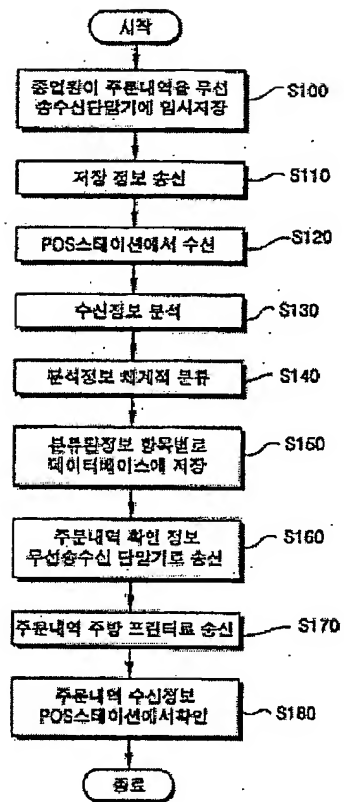 시작
종업원이 주문내역을 무선
송수신단말기에 임시저장
S100
저장 정보 송신
S110
POS스테이션에서 수신
S120
수신정보 분석
S130
분석정보 체계적 분류
S140
분류된정보 항목별로
데이터베이스에 저장
S150
주문내역 확인 정보
무선송수신 단말기로 송신
S160
주문내역 주방 프린터로 송신
S170
주문내역 수신정보
POS스테이션에서확인
S180
종료